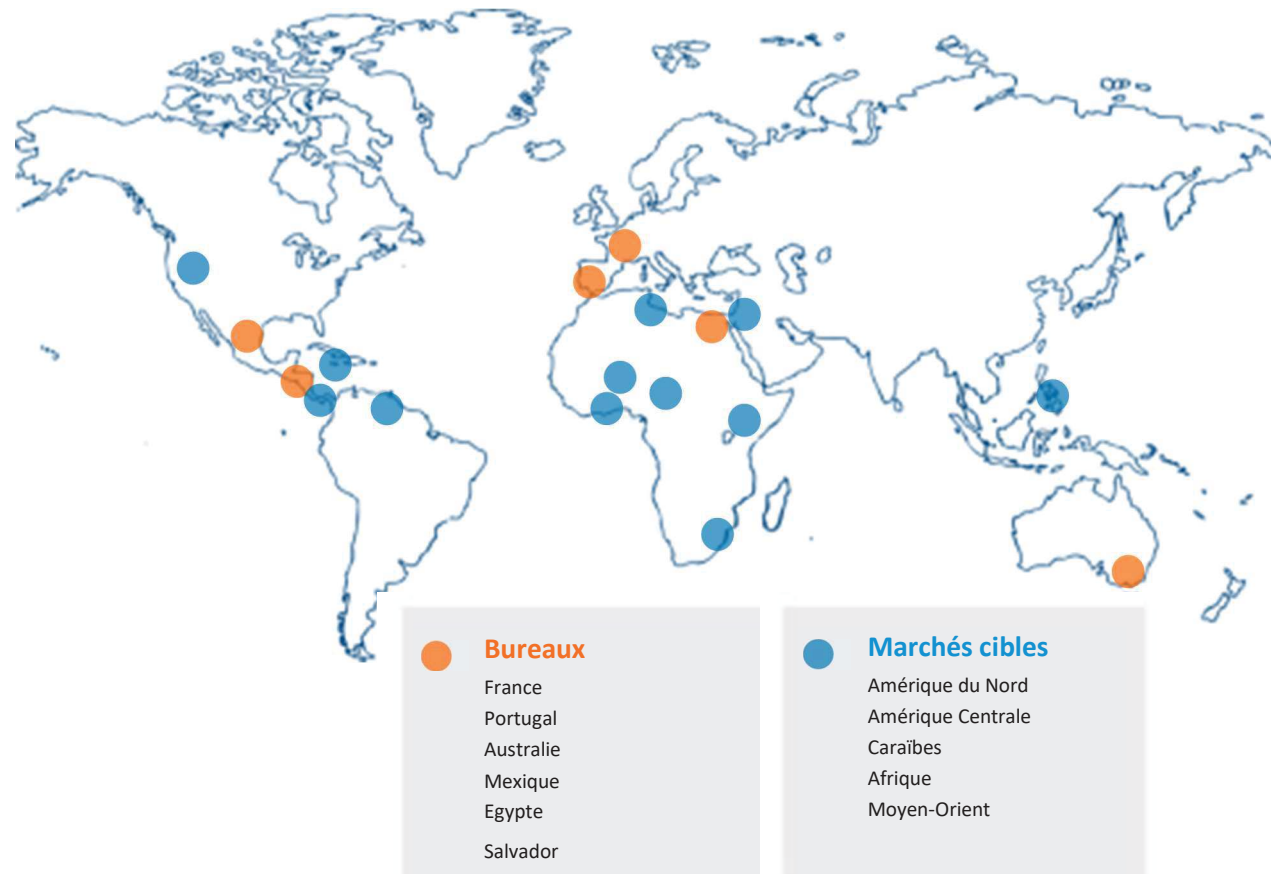 Bureaux
France
Portugal
Australie
Mexique
Egypte
Salvador
Marchés cibles
Amérique du Nord
Amérique Centrale
Caraïbes
Afrique
Moyen-Orient